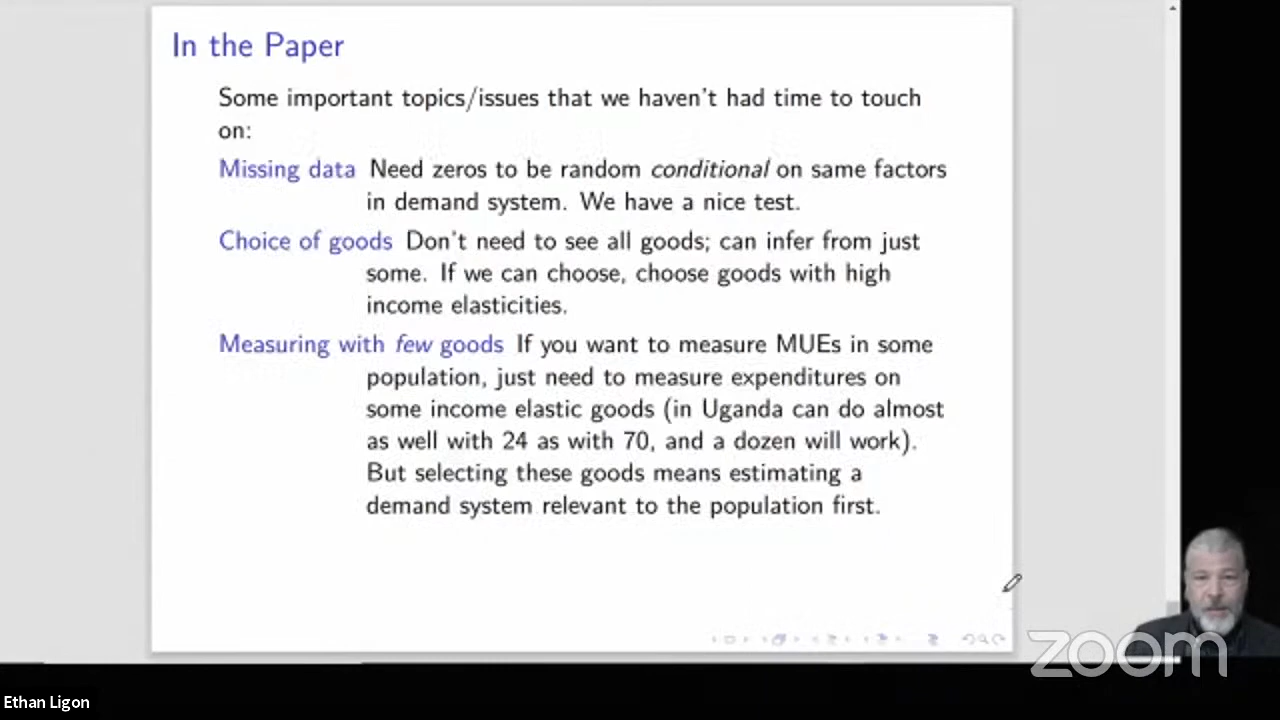 In the Paper
Some important topics/issues that we haven't had time to touch
on:
Missing data Need zeros to be random conditional on same factors
in demand system. We have a nice test.
Choice of goods Don't need to see all goods; can infer from just
some. If we can choose, choose goods with high
income elasticities.
Measuring with few goods If you want to measure MUEs in some
population, just need to measure expenditures on
some income elastic goods (in Uganda can do almost
as well with 24 as with 70, and a dozen will work).
But selecting these goods means estimating a
demand system relevant to the population first.
zoom
Ethan Ligon